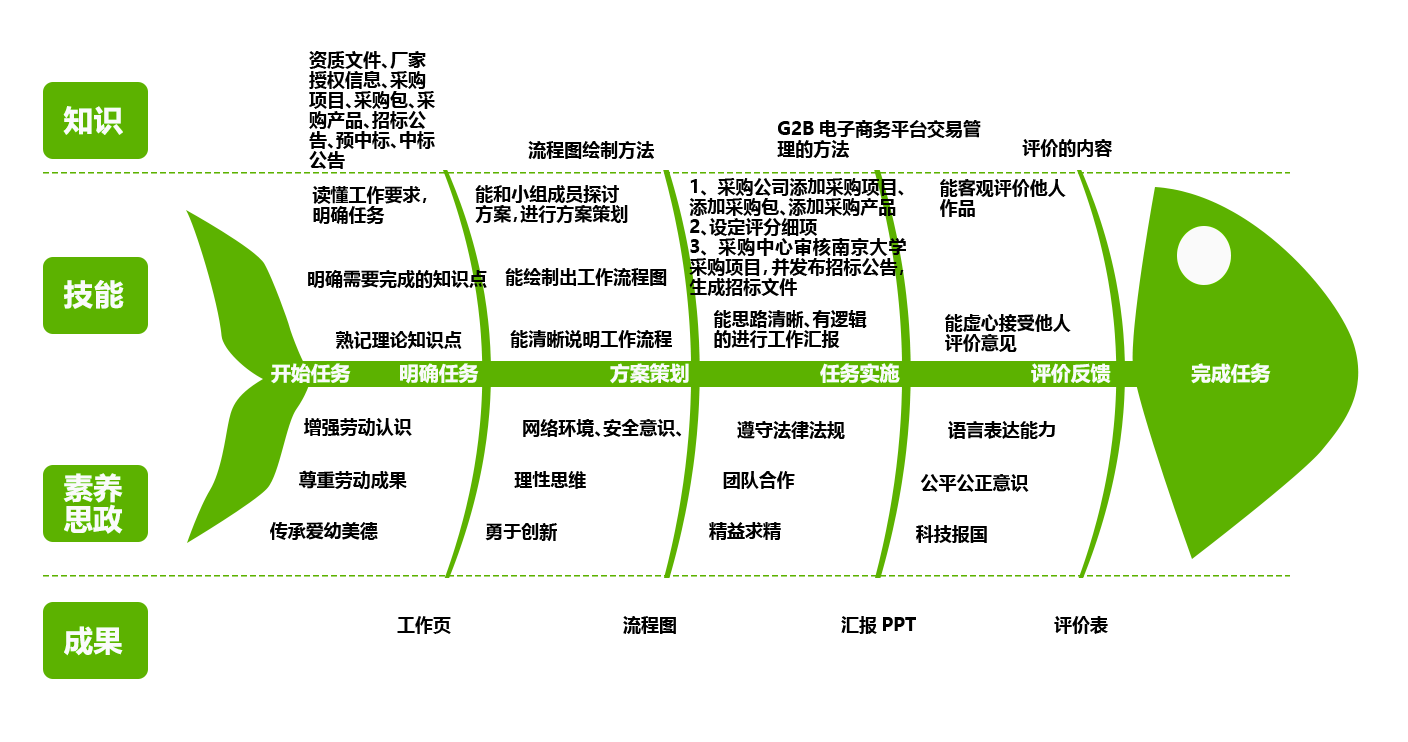 知识
资质文件、厂家
授权信息、采购
项目、采购包、采
购产品、招标公
告、预中标、中标
公告
流程图绘制方法
G2B 电子商务平台交易管
理的方法
评价的内容
技能
读懂工作要求，
明确任务
明确需要完成的知识点
熟记理论知识点
能和小组成员探讨
方案，进行方案策划
能绘制出工作流程图
能清晰说明工作流程
1、 采购公司添加采购项目、
添加采购包、添加采购产品
2、设定评分细项
3、 采购中心审核南京大学
采购项目，并发布招标公告，
生成招标文件
能思路清晰、有逻辑
的进行工作汇报
能客观评价他人
作品
能虚心接受他人
评价意见
开始任务
明确任务
方案策划
任务实施
评价反馈
完成任务
素养
思政
增强劳动认识
尊重劳动成果
传承爱幼美德
网络环境、安全意识、
理性思维
勇于创新
遵守法律法规
团队合作
精益求精
语言表达能力
公平公正意识
科技报国
成果
工作页
流程图
汇报 PPT
评价表